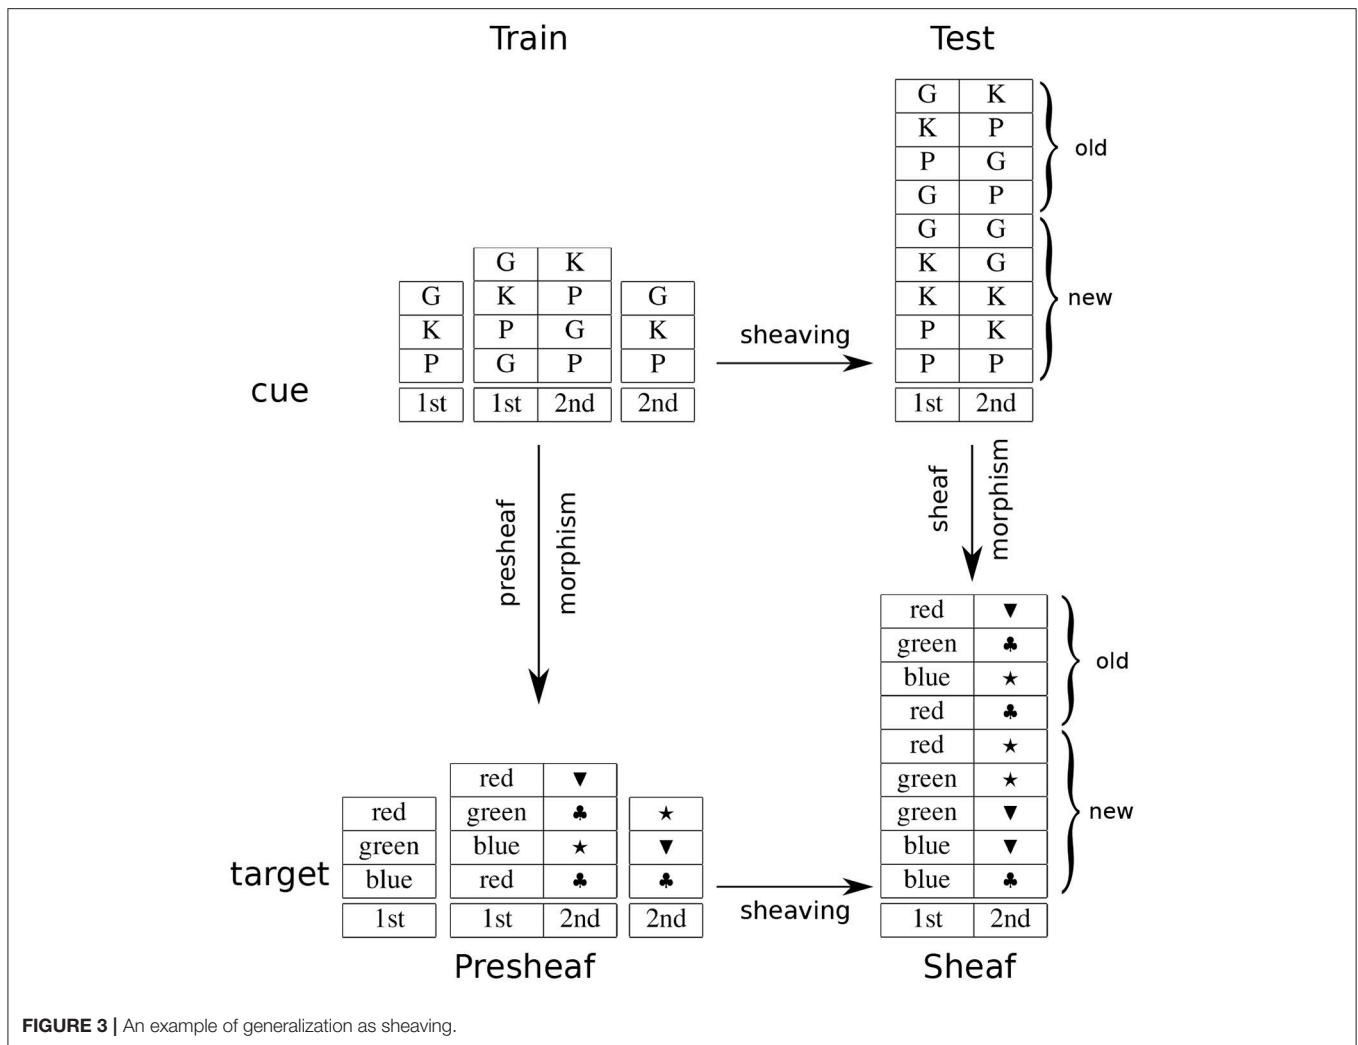 Train Test
G K
K P
P G
G P
old
G G
K G
K K
P K
P P
new
1st 2nd
G K
G K P G
K P G K
P G P P
1st 1st 2nd 2nd
cue
sheaving
presheaf morphism
sheaf morphism
red ▼
green ♣
blue ★
red ♣
old
red ★
green ★
green ▼
blue ▼
blue ♣
new
1st 2nd
red ▼
red green ♣ ★
green blue ★ ▼
blue red ♣ ♣
1st 1st 2nd 2nd
target
sheaving
Presheaf Sheaf
FIGURE 3 | An example of generalization as sheaving.